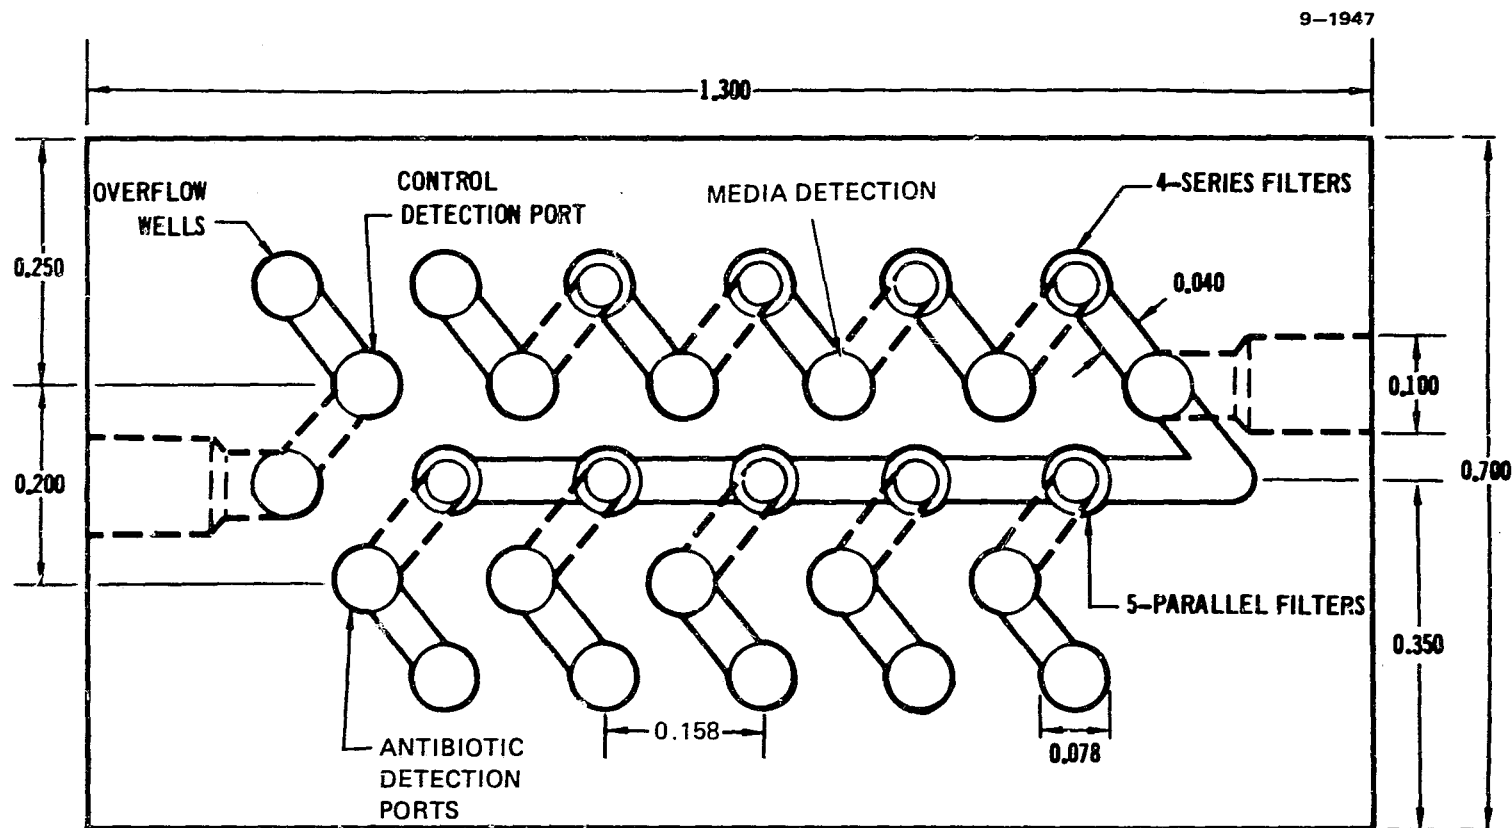 9–1947
1.300
OVERFLOW
WELLS
CONTROL
DETECTION PORT
MEDIA DETECTION
4–SERIES FILTERS
0.250
0.040
0.100
0.200
0.700
5–PARALLEL FILTERS
0.350
0.158
0.078
ANTIBIOTIC
DETECTION
PORTS